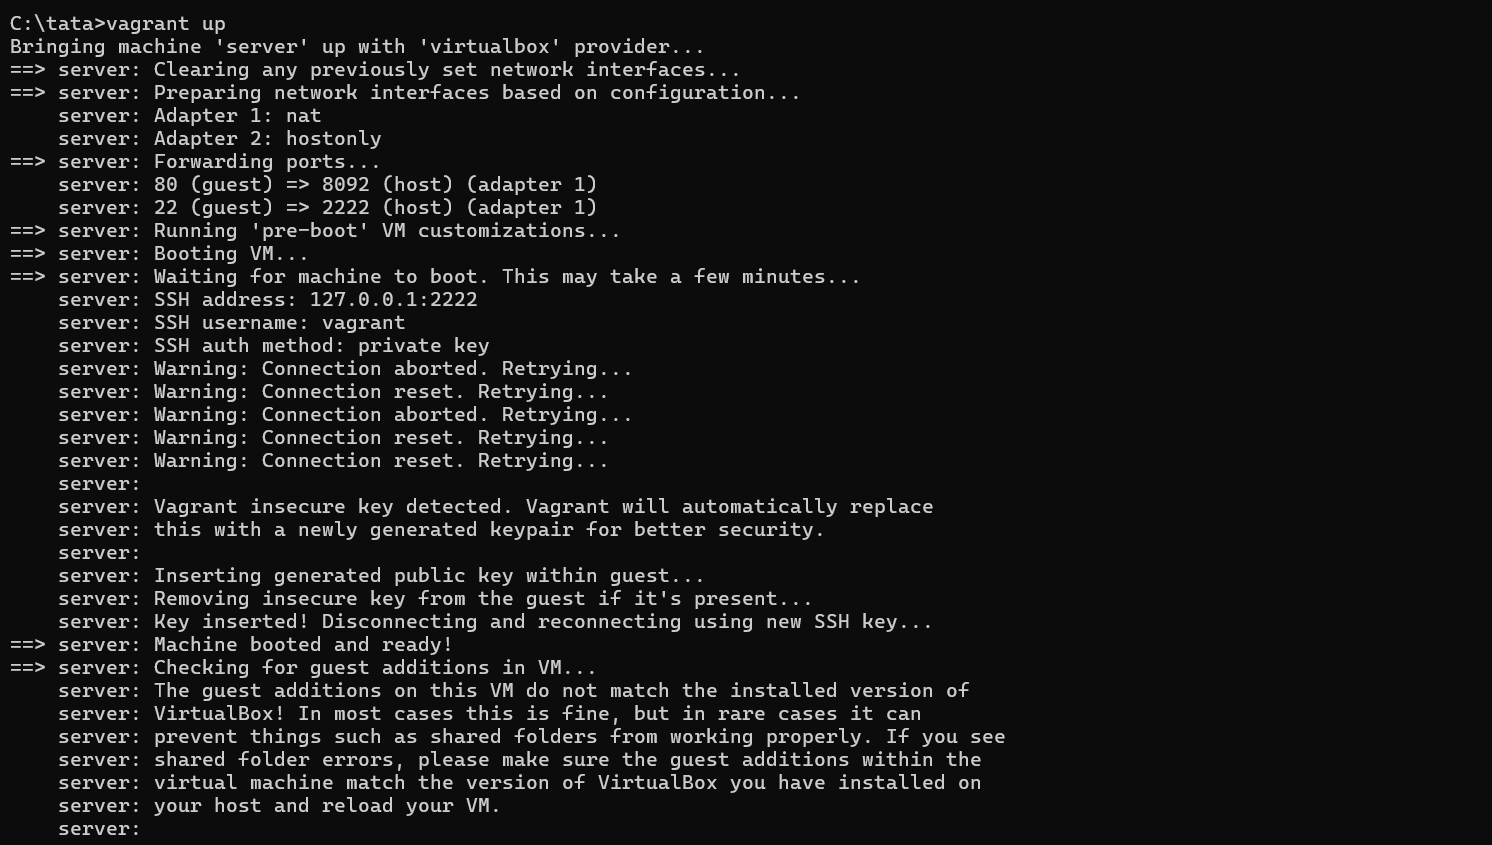 C:\tata>vagrant up
Bringing machine 'server' up with 'virtualbox' provider...
==> server: Clearing any previously set network interfaces...
==> server: Preparing network interfaces based on configuration...
    server: Adapter 1: nat
    server: Adapter 2: hostonly
==> server: Forwarding ports...
    server: 80 (guest) => 8092 (host) (adapter 1)
    server: 22 (guest) => 2222 (host) (adapter 1)
==> server: Running 'pre-boot' VM customizations...
==> server: Booting VM...
==> server: Waiting for machine to boot. This may take a few minutes...
    server: SSH address: 127.0.0.1:2222
    server: SSH username: vagrant
    server: SSH auth method: private key
    server: Warning: Connection aborted. Retrying...
    server: Warning: Connection reset. Retrying...
    server: Warning: Connection aborted. Retrying...
    server: Warning: Connection reset. Retrying...
    server: Warning: Connection reset. Retrying...
    server:
    server: Vagrant insecure key detected. Vagrant will automatically replace
    server: this with a newly generated keypair for better security.
    server:
    server: Inserting generated public key within guest...
    server: Removing insecure key from the guest if it's present...
    server: Key inserted! Disconnecting and reconnecting using new SSH key...
==> server: Machine booted and ready!
==> server: Checking for guest additions in VM...
    server: The guest additions on this VM do not match the installed version of
    server: VirtualBox! In most cases this is fine, but in rare cases it can
    server: prevent things such as shared folders from working properly. If you see
    server: shared folder errors, please make sure the guest additions within the
    server: virtual machine match the version of VirtualBox you have installed on
    server: your host and reload your VM.
    server: